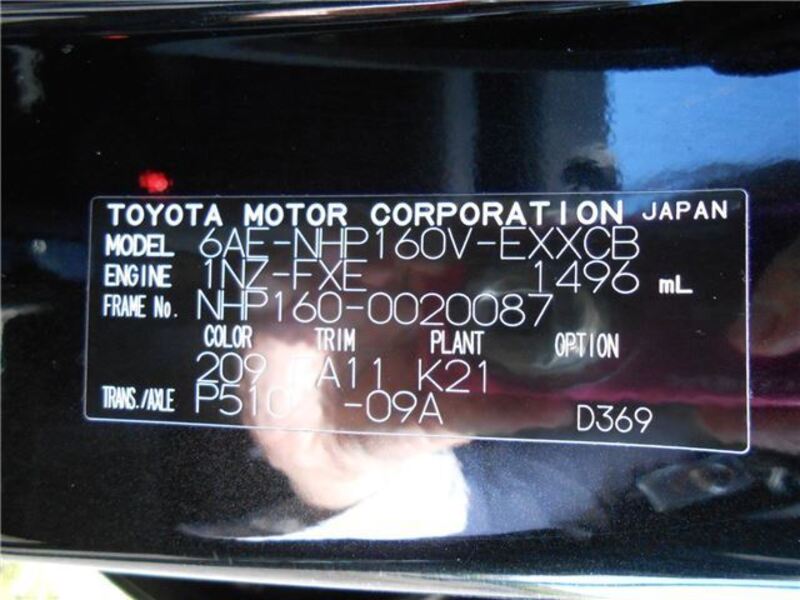 TOYOTA MOTOR CORPORATION JAPAN
MODEL 6AE-NHP160V-EXXCB
ENGINE 1NZ-FXE 1496 mL
FRAME No. NHP160-0020087
COLOR TRIM PLANT OPTION
209 FA11 K21
TRANS./AXLE -09A
D369